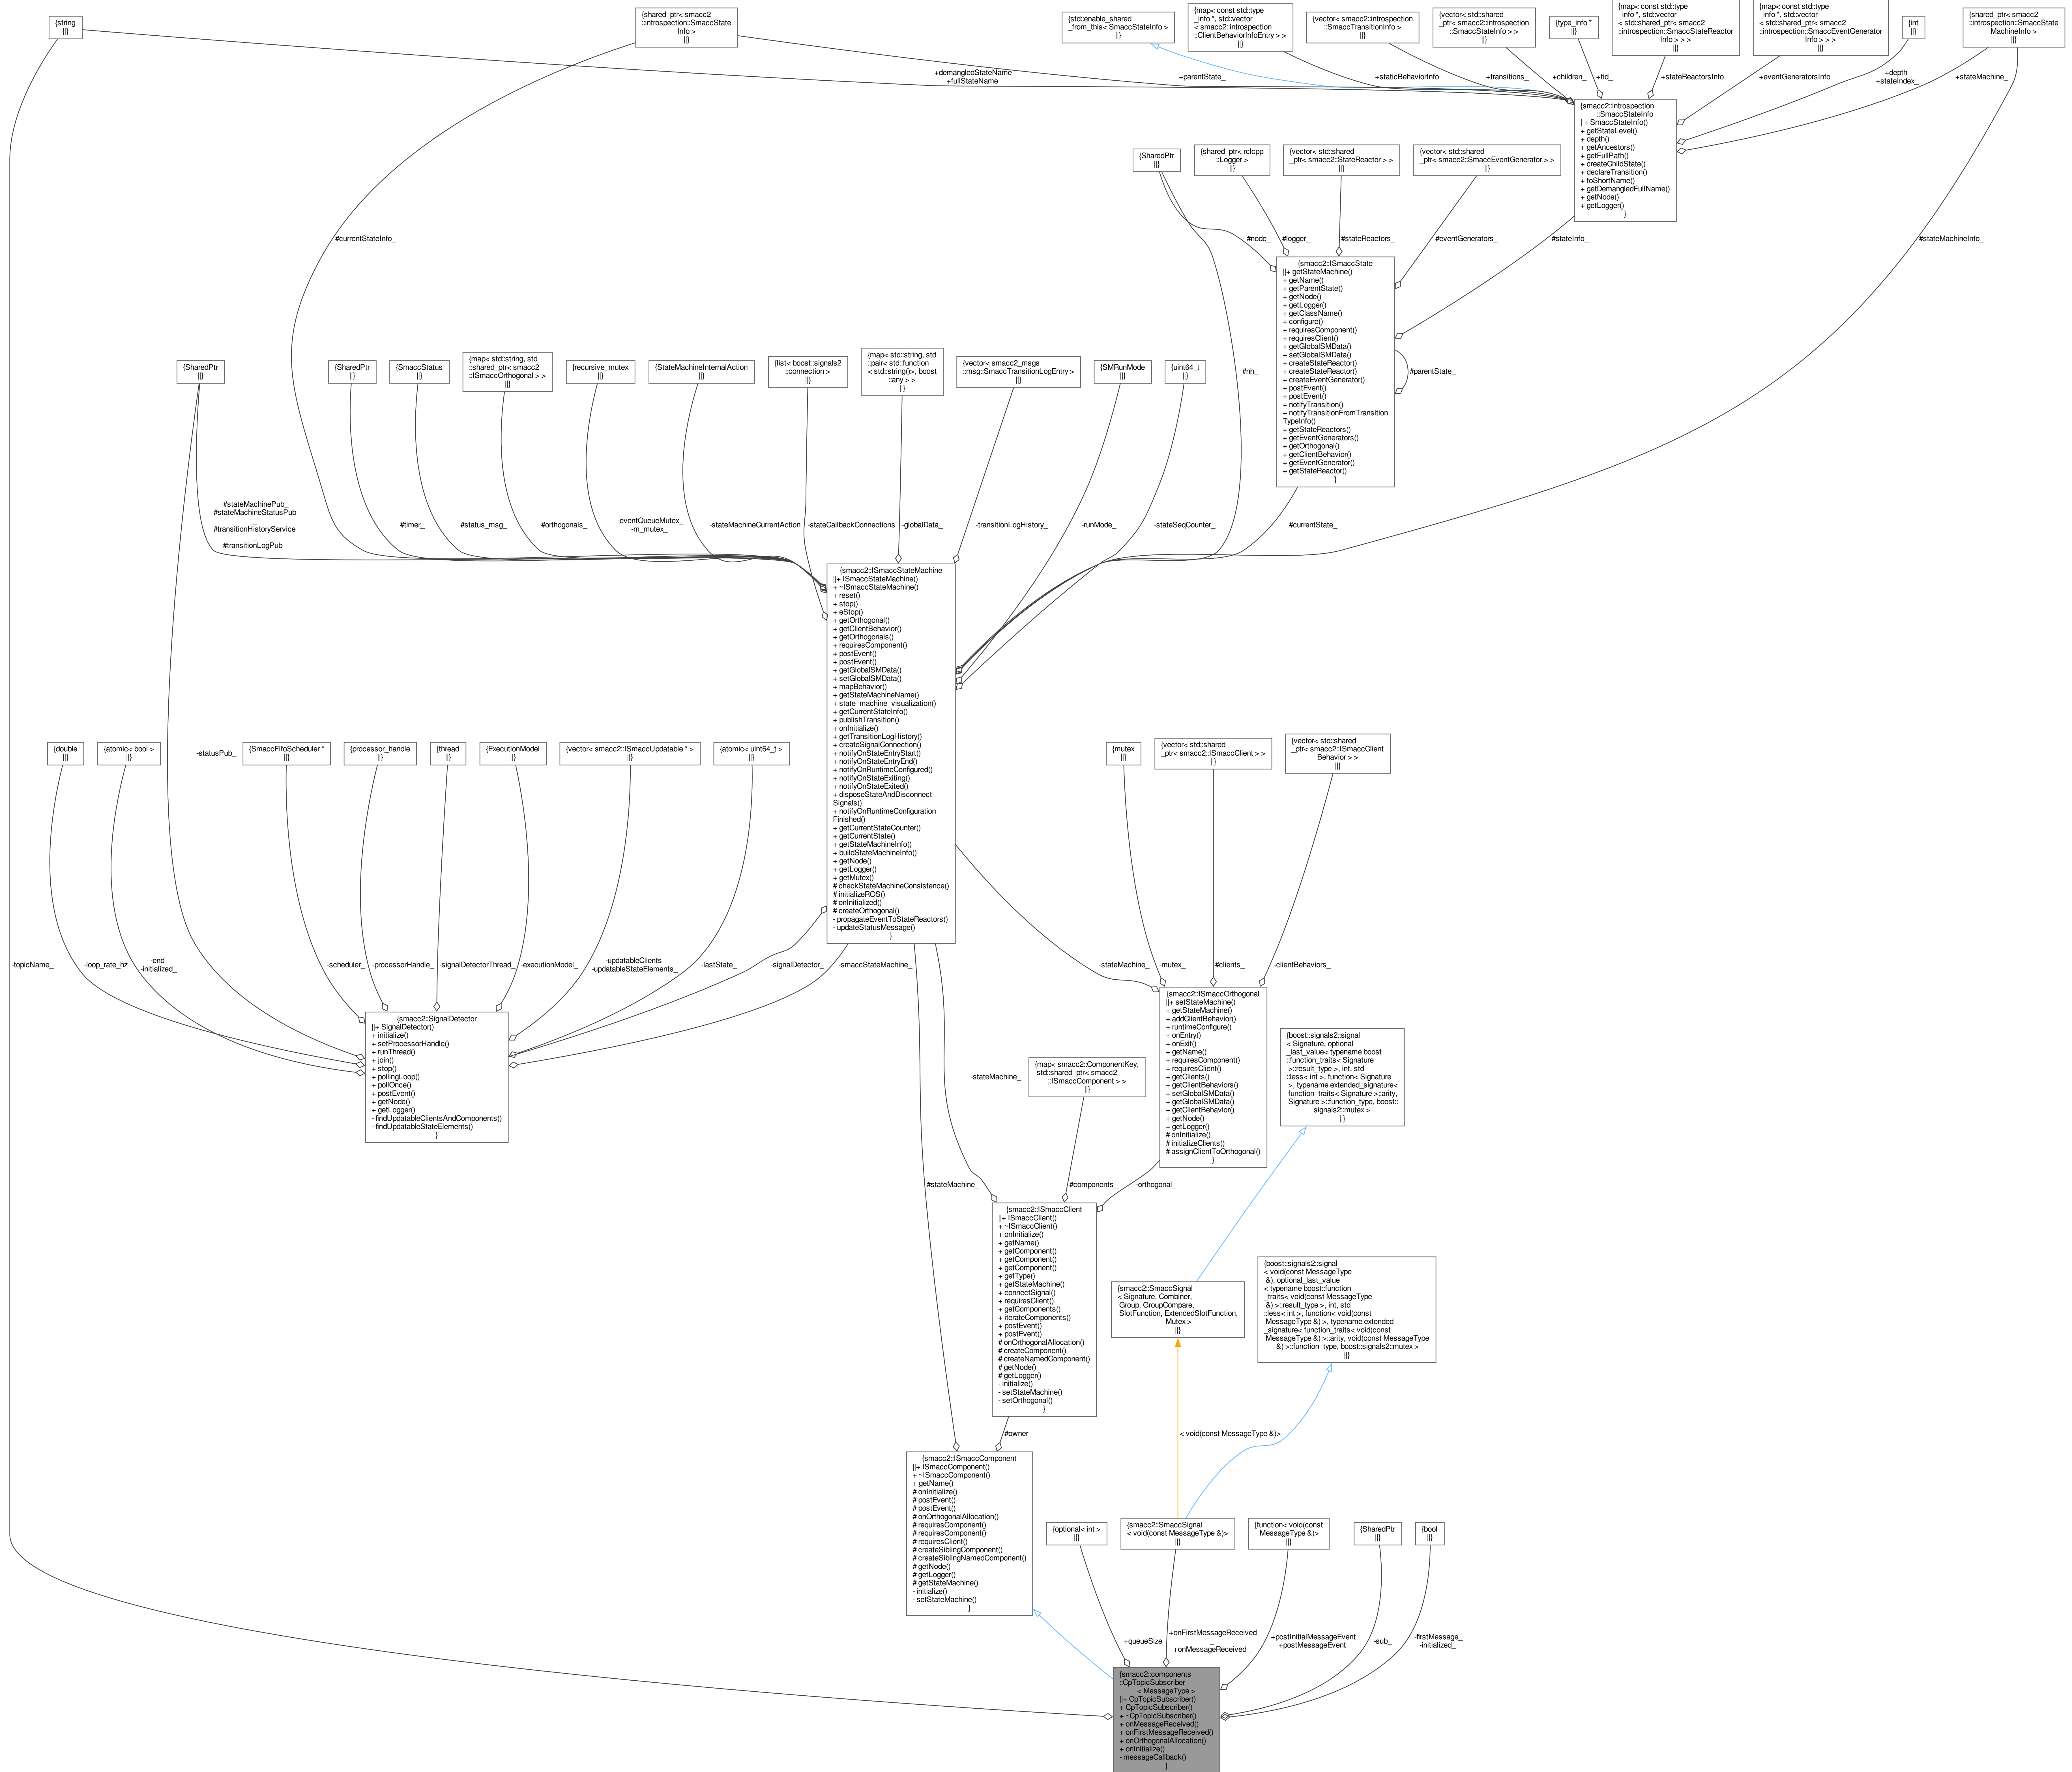 {string
||}
{shared_ptr< smacc2
::introspection::SmaccState
Info >
||}
{std::enable_shared
_from_this< SmaccStateInfo >
||}
{map< const std::type
_info *, std::vector
< smacc2::introspection
::ClientBehaviorInfoEntry > >
||}
{vector< smacc2::introspection
::SmaccTransitionInfo >
||}
{vector< std::shared
_ptr< smacc2::introspection
::SmaccStateInfo > >
||}
{type_info *
||}
{map< const std::type
_info *, std::vector
< std::shared_ptr< smacc2
::introspection::SmaccStateReactor
Info > > >
||}
{map< const std::type
_info *, std::vector
< std::shared_ptr< smacc2
::introspection::SmaccEventGenerator
Info > > >
||}
{int
||}
{shared_ptr< smacc2
::introspection::SmaccState
MachineInfo >
||}
+demangledStateName
+fullStateName
+parentState_
+staticBehaviorInfo
+transitions_
+children_
+tid_
+stateReactorsInfo
+eventGeneratorsInfo
+depth_
+stateIndex_
+stateMachine_
{smacc2::introspection
::SmaccStateInfo
||+ SmaccStateInfo()
+ getStateLevel()
+ depth()
+ getAncestors()
+ getFullPath()
+ createChildState()
+ declareTransition()
+ toShortName()
+ getDemangledFullName()
+ getNode()
+ getLogger()
}
{SharedPtr
||}
{shared_ptr< rclcpp
::Logger >
||}
{vector< std::shared
_ptr< smacc2::StateReactor > >
||}
{vector< std::shared
_ptr< smacc2::SmaccEventGenerator > >
||}
#currentStateInfo_
#node_
#logger_
#stateReactors_
#eventGenerators_
#stateInfo_
#stateMachineInfo_
{smacc2::ISmaccState
||+ getStateMachine()
+ getName()
+ getParentState()
+ getNode()
+ getLogger()
+ getClassName()
+ configure()
+ requiresComponent()
+ requiresClient()
+ getGlobalSMData()
+ setGlobalSMData()
+ createStateReactor()
+ createStateReactor()
+ createEventGenerator()
+ postEvent()
+ postEvent()
+ notifyTransition()
+ notifyTransitionFromTransition
TypeInfo()
+ getStateReactors()
+ getEventGenerators()
+ getOrthogonal()
+ getClientBehavior()
+ getEventGenerator()
+ getStateReactor()
}
#parentState_
{SharedPtr
||}
{SharedPtr
||}
{SmaccStatus
||}
{map< std::string, std
::shared_ptr< smacc2
::ISmaccOrthogonal > >
||}
{recursive_mutex
||}
{StateMachineInternalAction
||}
{list< boost::signals2
::connection >
||}
{map< std::string, std
::pair< std::function
< std::string()>, boost
::any > >
||}
{vector< smacc2_msgs
::msg::SmaccTransitionLogEntry >
||}
{SMRunMode
||}
{uint64_t
||}
#nh_
#stateMachinePub_
#stateMachineStatusPub
_
#transitionHistoryService
_
#transitionLogPub_
#timer_
#status_msg_
#orthogonals_
-eventQueueMutex_
-m_mutex_
-stateMachineCurrentAction
-stateCallbackConnections
-globalData_
-transitionLogHistory_
-runMode_
-stateSeqCounter_
#currentState_
{smacc2::ISmaccStateMachine
||+ ISmaccStateMachine()
+ ~ISmaccStateMachine()
+ reset()
+ stop()
+ eStop()
+ getOrthogonal()
+ getClientBehavior()
+ getOrthogonals()
+ requiresComponent()
+ postEvent()
+ postEvent()
+ getGlobalSMData()
+ setGlobalSMData()
+ mapBehavior()
+ getStateMachineName()
+ state_machine_visualization()
+ getCurrentStateInfo()
+ publishTransition()
+ onInitialize()
+ getTransitionLogHistory()
+ createSignalConnection()
+ notifyOnStateEntryStart()
+ notifyOnStateEntryEnd()
+ notifyOnRuntimeConfigured()
+ notifyOnStateExiting()
+ notifyOnStateExited()
+ disposeStateAndDisconnect
Signals()
+ notifyOnRuntimeConfiguration
Finished()
+ getCurrentStateCounter()
+ getCurrentState()
+ getStateMachineInfo()
+ buildStateMachineInfo()
+ getNode()
+ getLogger()
+ getMutex()
# checkStateMachineConsistence()
# initializeROS()
# onInitialized()
# createOrthogonal()
- propagateEventToStateReactors()
- updateStatusMessage()
}
{double
||}
{atomic< bool >
||}
-statusPub_
{SmaccFifoScheduler *
||}
{processor_handle
||}
{thread
||}
{ExecutionModel
||}
{vector< smacc2::ISmaccUpdatable * >
||}
{atomic< uint64_t >
||}
{mutex
||}
{vector< std::shared
_ptr< smacc2::ISmaccClient > >
||}
{vector< std::shared
_ptr< smacc2::ISmaccClient
Behavior > >
||}
-topicName_
-loop_rate_hz
-end_
-initialized_
-scheduler_
-processorHandle_
-signalDetectorThread_
-executionModel_
-updatableClients_
-updatableStateElements_
-lastState_
-signalDetector_
-smaccStateMachine_
-stateMachine_
-mutex_
#clients_
-clientBehaviors_
{smacc2::SignalDetector
||+ SignalDetector()
+ initialize()
+ setProcessorHandle()
+ runThread()
+ join()
+ stop()
+ pollingLoop()
+ pollOnce()
+ postEvent()
+ getNode()
+ getLogger()
- findUpdatableClientsAndComponents()
- findUpdatableStateElements()
}
{smacc2::ISmaccOrthogonal
||+ setStateMachine()
+ getStateMachine()
+ addClientBehavior()
+ runtimeConfigure()
+ onEntry()
+ onExit()
+ getName()
+ requiresComponent()
+ requiresClient()
+ getClients()
+ getClientBehaviors()
+ setGlobalSMData()
+ getGlobalSMData()
+ getClientBehavior()
+ getNode()
+ getLogger()
# onInitialize()
# initializeClients()
# assignClientToOrthogonal()
}
{boost::signals2::signal
< Signature, optional
_last_value< typename boost
::function_traits< Signature
>::result_type >, int, std
::less< int >, function< Signature
>, typename extended_signature<
function_traits< Signature >::arity,
Signature >::function_type, boost::
signals2::mutex >
||}
-stateMachine_
{map< smacc2::ComponentKey,
std::shared_ptr< smacc2
::ISmaccComponent > >
||}
#stateMachine_
#components_
-orthogonal_
{smacc2::ISmaccClient
||+ ISmaccClient()
+ ~ISmaccClient()
+ onInitialize()
+ getName()
+ getComponent()
+ getComponent()
+ getComponent()
+ getType()
+ getStateMachine()
+ connectSignal()
+ requiresClient()
+ getComponents()
+ iterateComponents()
+ postEvent()
+ postEvent()
# onOrthogonalAllocation()
# createComponent()
# createNamedComponent()
# getNode()
# getLogger()
- initialize()
- setStateMachine()
- setOrthogonal()
}
{smacc2::SmaccSignal
< Signature, Combiner,
Group, GroupCompare,
SlotFunction, ExtendedSlotFunction,
Mutex >
||}
{boost::signals2::signal
< void(const MessageType
&), optional_last_value
< typename boost::function
_traits< void(const MessageType
&) >::result_type >, int, std
::less< int >, function< void(const
MessageType &) >, typename extended
_signature< function_traits< void(const
MessageType &) >::arity, void(const MessageType
&) >::function_type, boost::signals2::mutex >
||}
#owner_
< void(const MessageType &)>
{smacc2::ISmaccComponent
||+ ISmaccComponent()
+ ~ISmaccComponent()
+ getName()
# onInitialize()
# postEvent()
# postEvent()
# onOrthogonalAllocation()
# requiresComponent()
# requiresComponent()
# requiresClient()
# createSiblingComponent()
# createSiblingNamedComponent()
# getNode()
# getLogger()
# getStateMachine()
- initialize()
- setStateMachine()
}
{optional< int >
||}
{smacc2::SmaccSignal
< void(const MessageType &)>
||}
{function< void(const
MessageType &)>
||}
{SharedPtr
||}
{bool
||}
+queueSize
+onFirstMessageReceived
_
+onMessageReceived_
+postInitialMessageEvent
+postMessageEvent
-sub_
-firstMessage_
-initialized_
{smacc2::components
::CpTopicSubscriber
< MessageType >
||+ CpTopicSubscriber()
+ CpTopicSubscriber()
+ ~CpTopicSubscriber()
+ onMessageReceived()
+ onFirstMessageReceived()
+ onOrthogonalAllocation()
+ onInitialize()
- messageCallback()
}